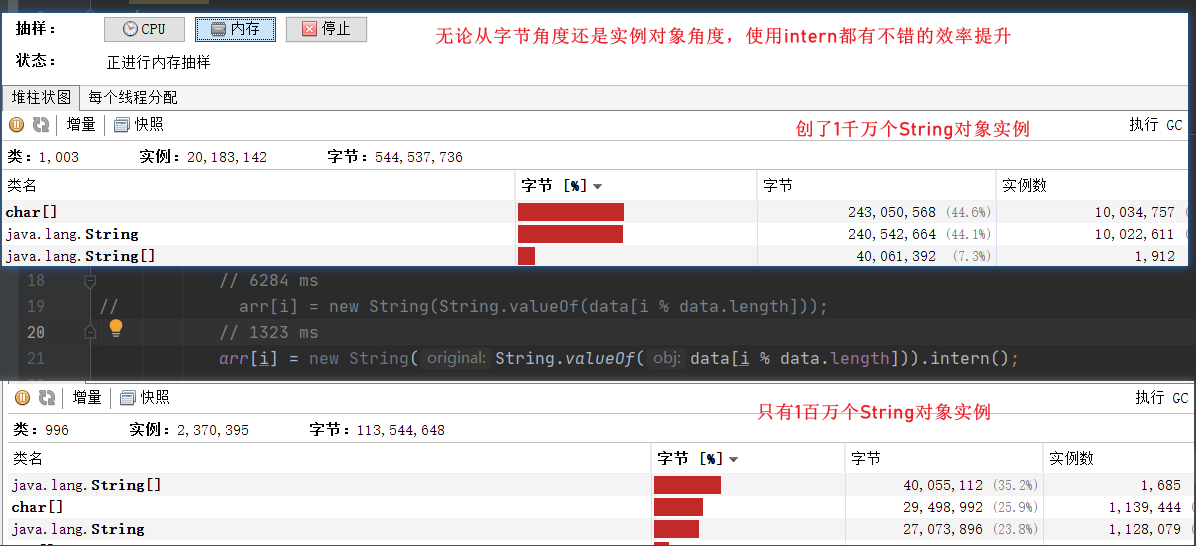 抽样： CPU 内存 停止
无论从字节角度还是实例对象角度，使用intern都有不错的效率提升
状态： 正进行内存抽样
堆柱状图 每个线程分配
增量 快照 执行 GC
创了1千万个String对象实例
类：1,003 实例：20,183,142 字节：544,537,736
类名 字节 [%] 字节 实例数
char[] 243,050,568 (44.6%) 10,034,757
java.lang.String 240,542,664 (44.1%) 10,022,611
java.lang.String[] 40,061,392 (7.3%) 1,912
18 // 6284 ms
19 // arr[i] = new String(String.valueOf(data[i % data.length]));
20 // 1323 ms
21 arr[i] = new String( original: String.valueOf( obj: data[i % data.length])).intern();
增量 快照 执行 GC
只有1百万个String对象实例
类：996 实例：2,370,395 字节：113,544,648
类名 字节 [%] 字节 实例数
java.lang.String[] 40,055,112 (35.2%) 1,685
char[] 29,498,992 (25.9%) 1,139,444
java.lang.String 27,073,896 (23.8%) 1,128,079